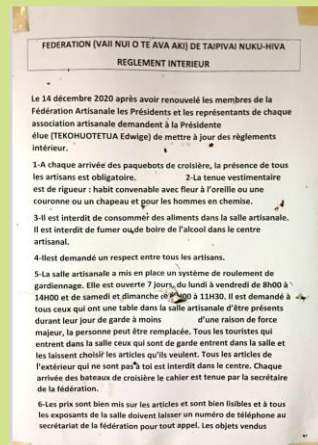 FEDERATION (VAII NUI O TE AVA AKI) DE TAIPIVAI NUKU-HIVA
REGLEMENT INTERIEUR
Le 14 décembre 2020 après avoir renouvelé les membres de la
Fédération Artisanale les Présidents et les représentants de chaque
association artisanale demandent à la Présidente
élue (TEKOHUOTETUA Edwige) de mettre à jour des règlements
intérieur.
1-A chaque arrivée des paquebots de croisière, la présence de tous
les artisans est obligatoire. 2-La tenue vestimentaire
est de rigueur : habit convenable avec fleur à l'oreille ou une
couronne ou un chapeau et pour les hommes en chemise.
3-Il est interdit de consommer des aliments dans la salle artisanale.
Il est interdit de fumer ou de boire de l'alcool dans le centre
artisanal.
4-Ilest demandé un respect entre tous les artisans.
5-La salle artisanale a mis en place un système de roulement de
gardiennage. Elle est ouverte 7 jours, du lundi à vendredi de 8h00 à
14H00 et de samedi et dimanche de à 11H30. Il est demandé à
tous ceux qui ont une table dans la salle artisanale d'être présents
durant leur jour de garde à moins d'une raison de force
majeur, la personne peut être remplacée. Tous les touristes qui
entrent dans la salle ceux qui sont de garde entrent dans la salle et
les laissent choisir les articles qu'ils veulent. Tous les articles de
l'extérieur qui ne sont pas à toi est interdit dans le centre. Chaque
arrivée des bateaux de croisière le cahier est tenue par la secrétaire
de la fédération.
6-Les prix sont bien mis sur les articles et sont bien lisibles et à tous
les exposants de la salle doivent laisser un numéro de téléphone au
secrétariat de la fédération pour tout appel. Les objets vendus